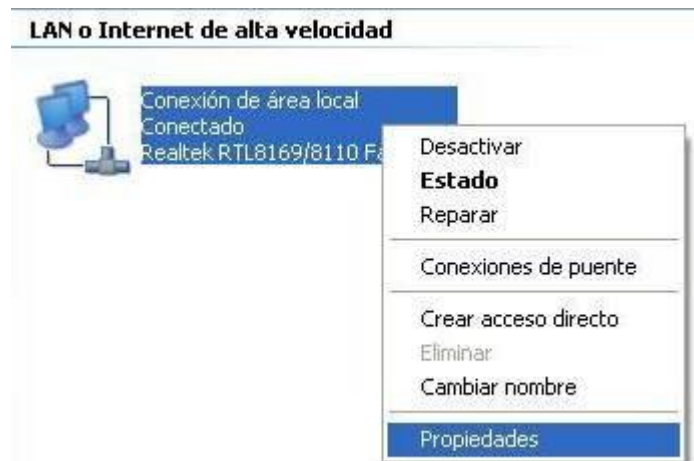 LAN o Internet de alta velocidad
Conexión de área local
Conectado
Realtek RTL8169/8110
Desactivar
Estado
Reparar
Conexiones de puente
Crear acceso directo
Eliminar
Cambiar nombre
Propiedades